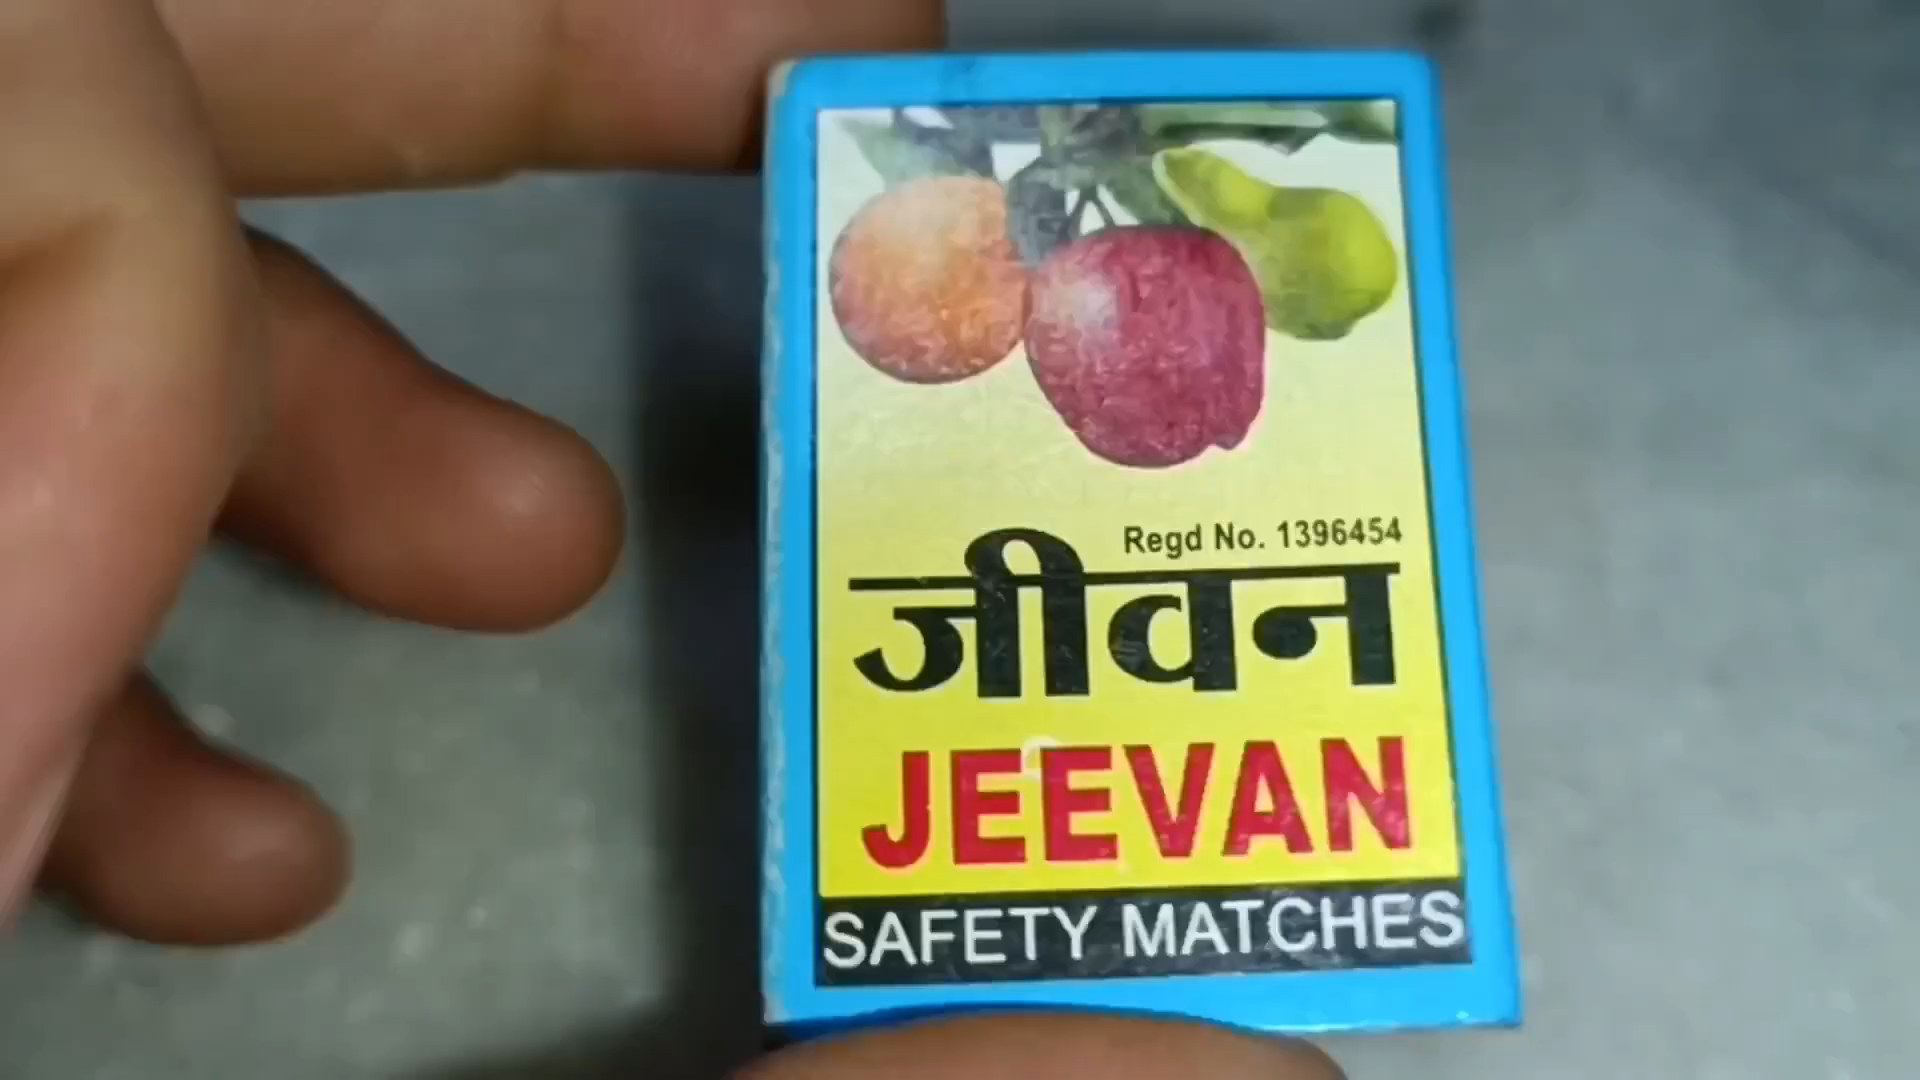 Regd No. 1396454
जीवन
JEEVAN
SAFETY MATCHES